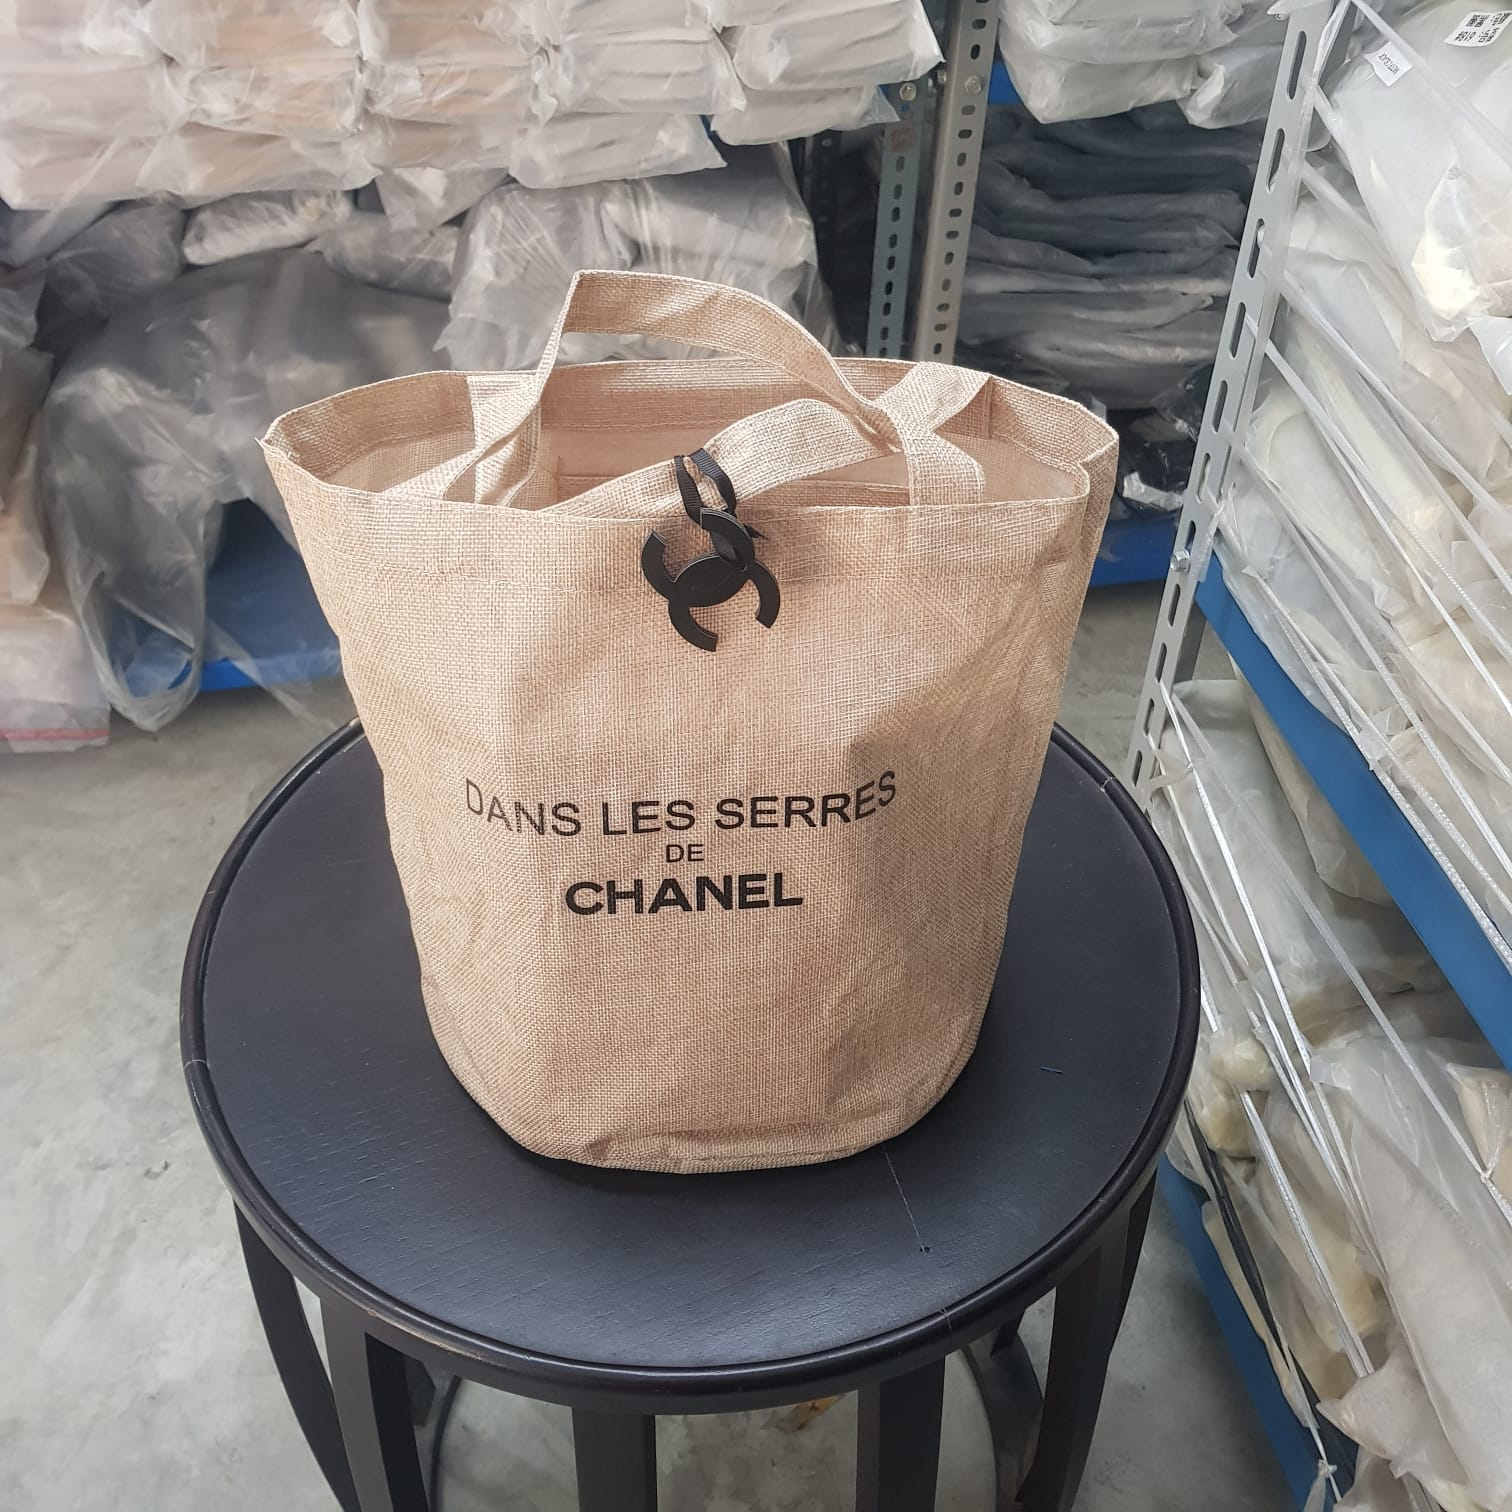 DANS LES SERRES
DE
CHANEL